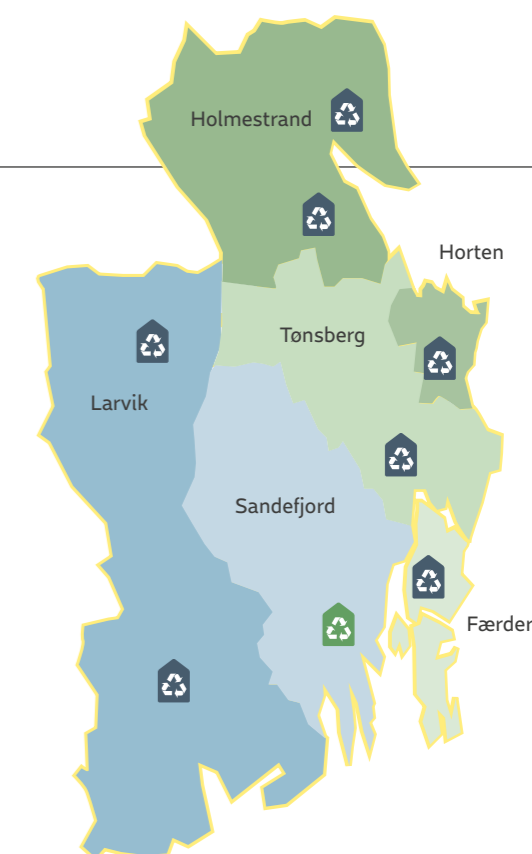 Holmestrand
Horten
Tønsberg
Larvik
Sandefjord
Færder